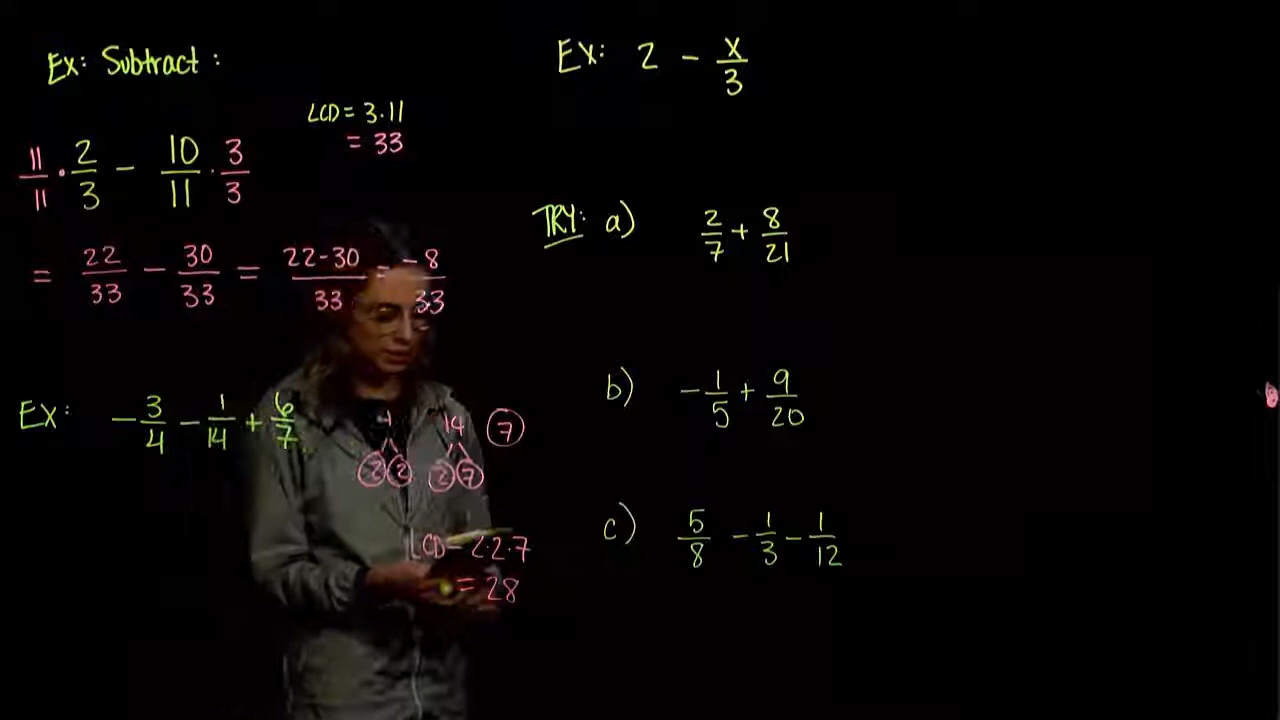 Ex: Subtract:
LCD = 3·11
= 33
11/11 · 2/3 - 10/11 · 3/3
= 22/33 - 30/33 = 22-30/33 = -8/33
Ex: -3/4 - 1/14 + 6/7
4 14 7
2 2 2 7
LCD = 2·2·7
= 28
Ex: 2 - x/3
TRY: a) 2/7 + 8/21
b) -1/5 + 9/20
c) 5/8 - 1/3 - 1/12